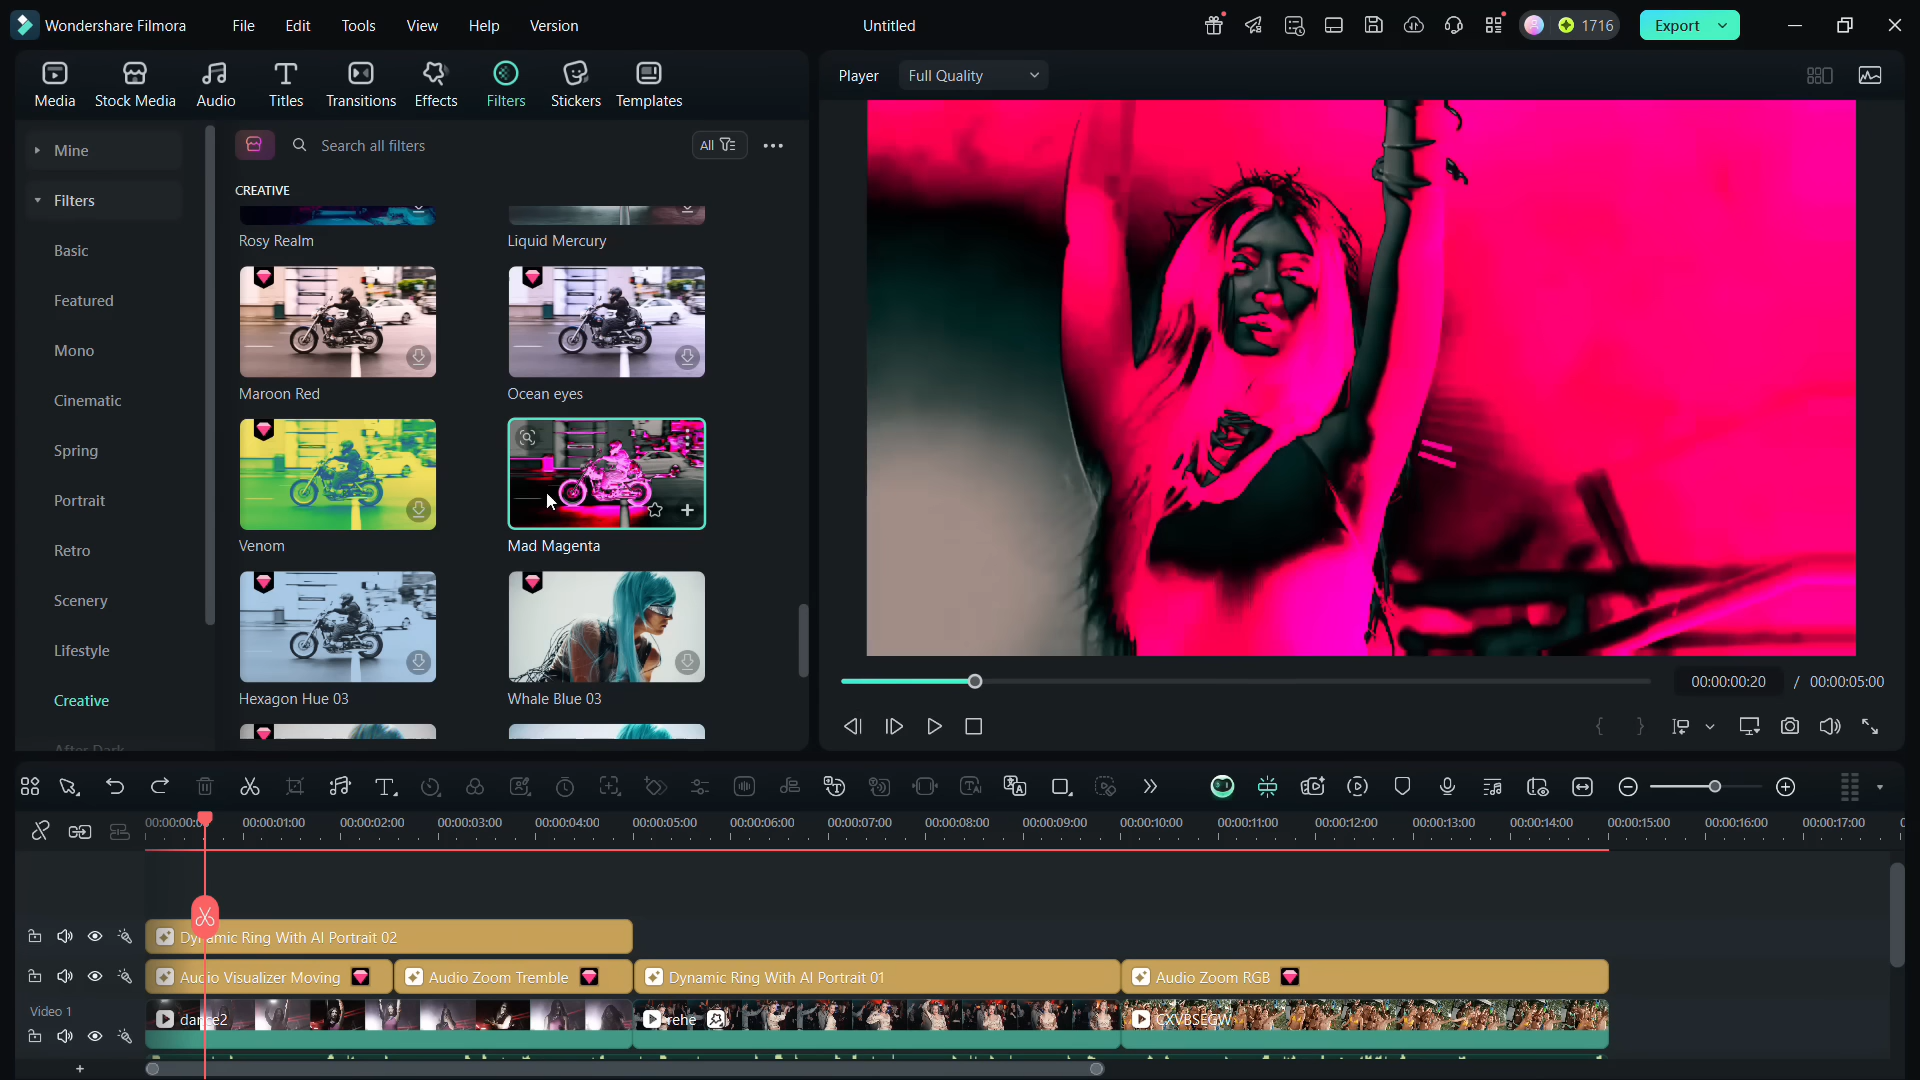 Wondershare Filmora
File
Edit
Tools
View
Help
Version
Untitled
1716
Export
Media
Stock Media
Audio
Titles
Transitions
Effects
Filters
Stickers
Templates
Player
Full Quality
Mine
Filters
Basic
Featured
Mono
Cinematic
Spring
Portrait
Retro
Scenery
Lifestyle
Creative
After Dark
Search all filters
All
CREATIVE
Rosy Realm
Liquid Mercury
Maroon Red
Ocean eyes
Venom
Mad Magenta
Hexagon Hue 03
Whale Blue 03
00:00:00:20 / 00:00:05:00
00:00:01:00
00:00:02:00
00:00:03:00
00:00:04:00
00:00:05:00
00:00:06:00
00:00:07:00
00:00:08:00
00:00:09:00
00:00:10:00
00:00:11:00
00:00:12:00
00:00:13:00
00:00:14:00
00:00:15:00
00:00:16:00
00:00:17:00
Dynamic Ring With AI Portrait 02
Audio Visualizer Moving
Audio Zoom Tremble
Dynamic Ring With AI Portrait 01
Audio Zoom RGB
Video 1
dance2
rehe
CXVBSEGW